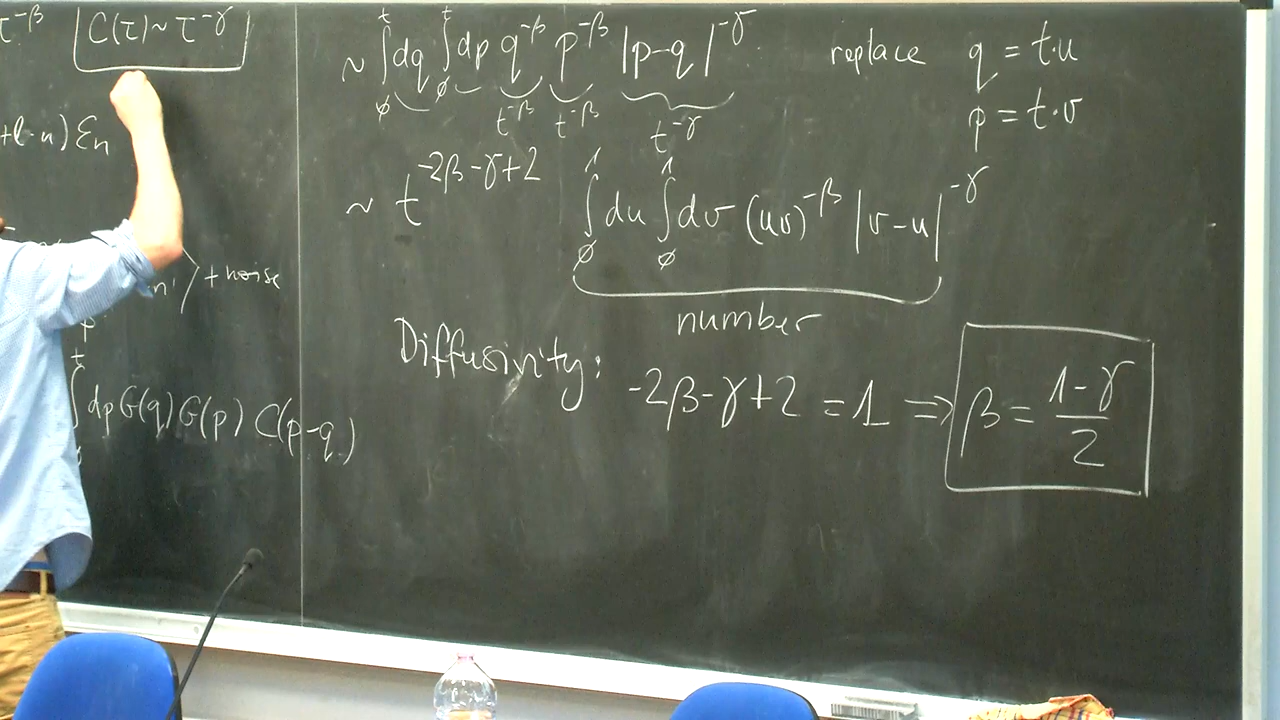 τ^{-β} C(τ) ~ τ^{-γ}
+l-n) ε_n
n'⟩ + noise
p
t
∫ dp G(q) G(p) C(p-q)
~ ∫_∅^t dq ∫_∅^t dp q^{-β} p^{-β} |p-q|^{-γ} replace q = t·u
t^{-β} t^{-β} t^{-γ} p = t·v
~ t^{-2β-γ+2} ∫_∅^1 du ∫_∅^1 dv (uv)^{-β} |v-u|^{-γ}
number
Diffusivity: -2β-γ+2 = 1 ⇒ β = \frac{1-γ}{2}